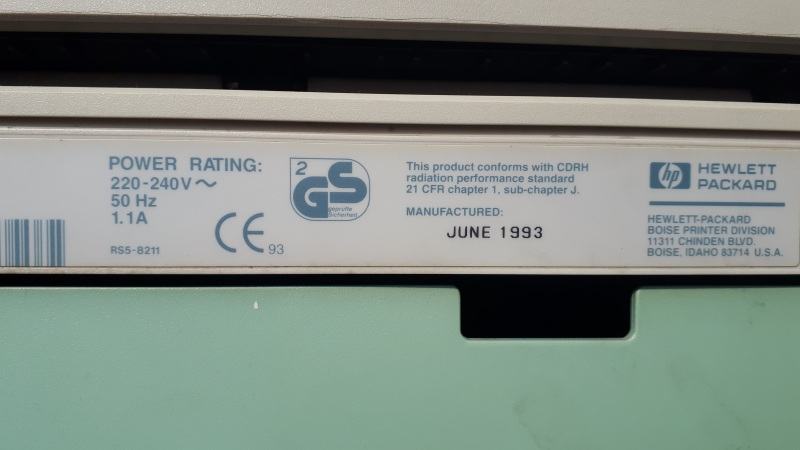 POWER RATING:
220-240V ~
50 Hz
1.1A
RS5-8211
CE 93
2
GS
geprüfte
Sicherheit
This product conforms with CDRH
radiation performance standard
21 CFR chapter 1, sub-chapter J.
MANUFACTURED:
JUNE 1993
hp HEWLETT
PACKARD
HEWLETT-PACKARD
BOISE PRINTER DIVISION
11311 CHINDEN BLVD.
BOISE, IDAHO 83714 U.S.A.